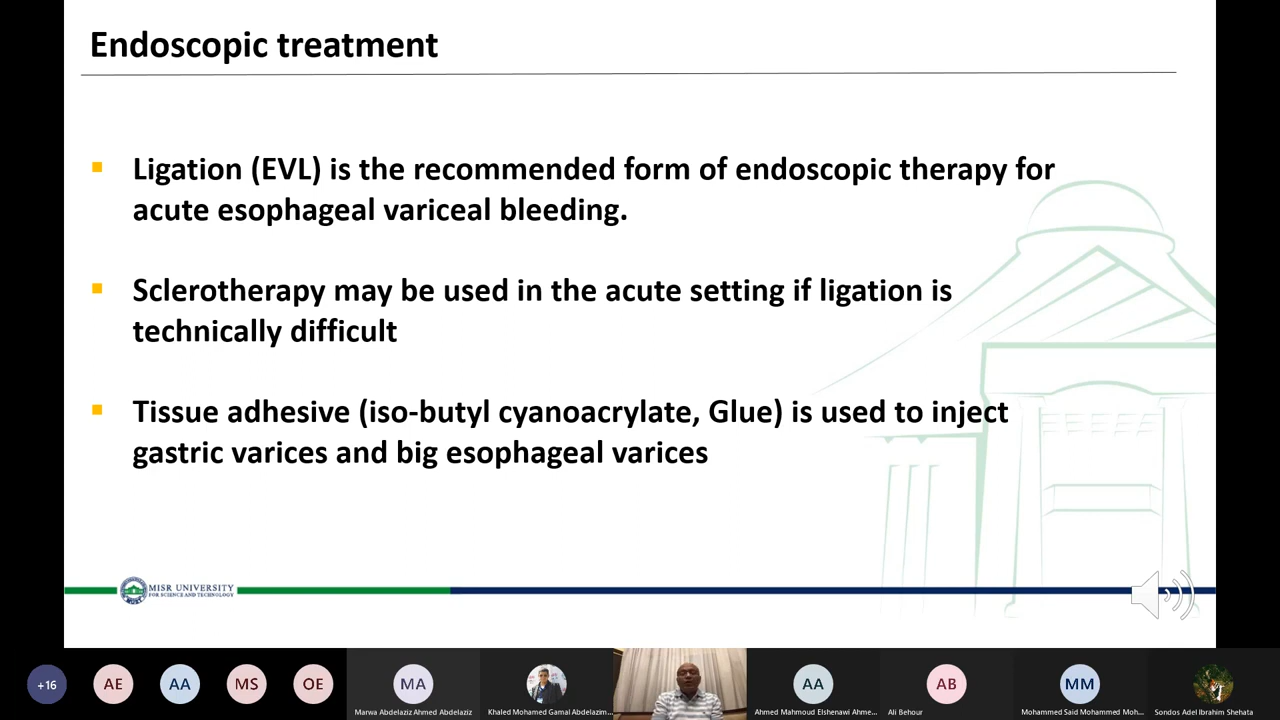 Endoscopic treatment
Ligation (EVL) is the recommended form of endoscopic therapy for
acute esophageal variceal bleeding.
Sclerotherapy may be used in the acute setting if ligation is
technically difficult
Tissue adhesive (iso-butyl cyanoacrylate, Glue) is used to inject
gastric varices and big esophageal varices
MISR UNIVERSITY
FOR SCIENCE AND TECHNOLOGY
+16
AE
AA
MS
OE
MA
AA
AB
MM
Marwa Abdelaziz Ahmed Abdelaziz
Khaled Mohamed Gamal Abdelazim...
Ahmed Mahmoud Elshenawi Ahme...
Ali Behour
Mohammed Said Mohammed Moh...
Sondos Adel Ibrahim Shehata